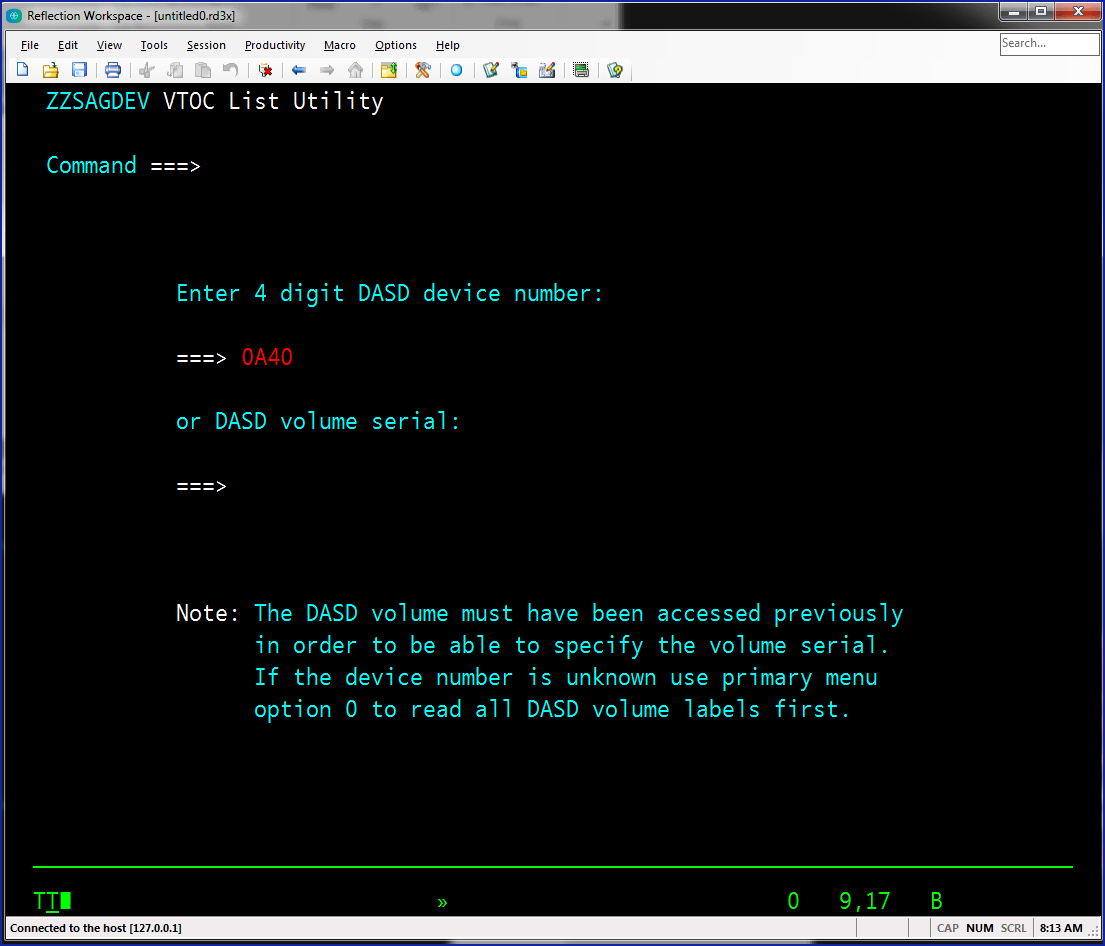 Reflection Workspace - [untitled0.rd3x]
File Edit View Tools Session Productivity Macro Options Help
Search...
ZZSAGDEV VTOC List Utility
Command ===>
Enter 4 digit DASD device number:
===> 0A40
or DASD volume serial:
===>
Note: The DASD volume must have been accessed previously
in order to be able to specify the volume serial.
If the device number is unknown use primary menu
option 0 to read all DASD volume labels first.
TT » 0 9,17 B
Connected to the host [127.0.0.1] CAP NUM SCRL 8:13 AM